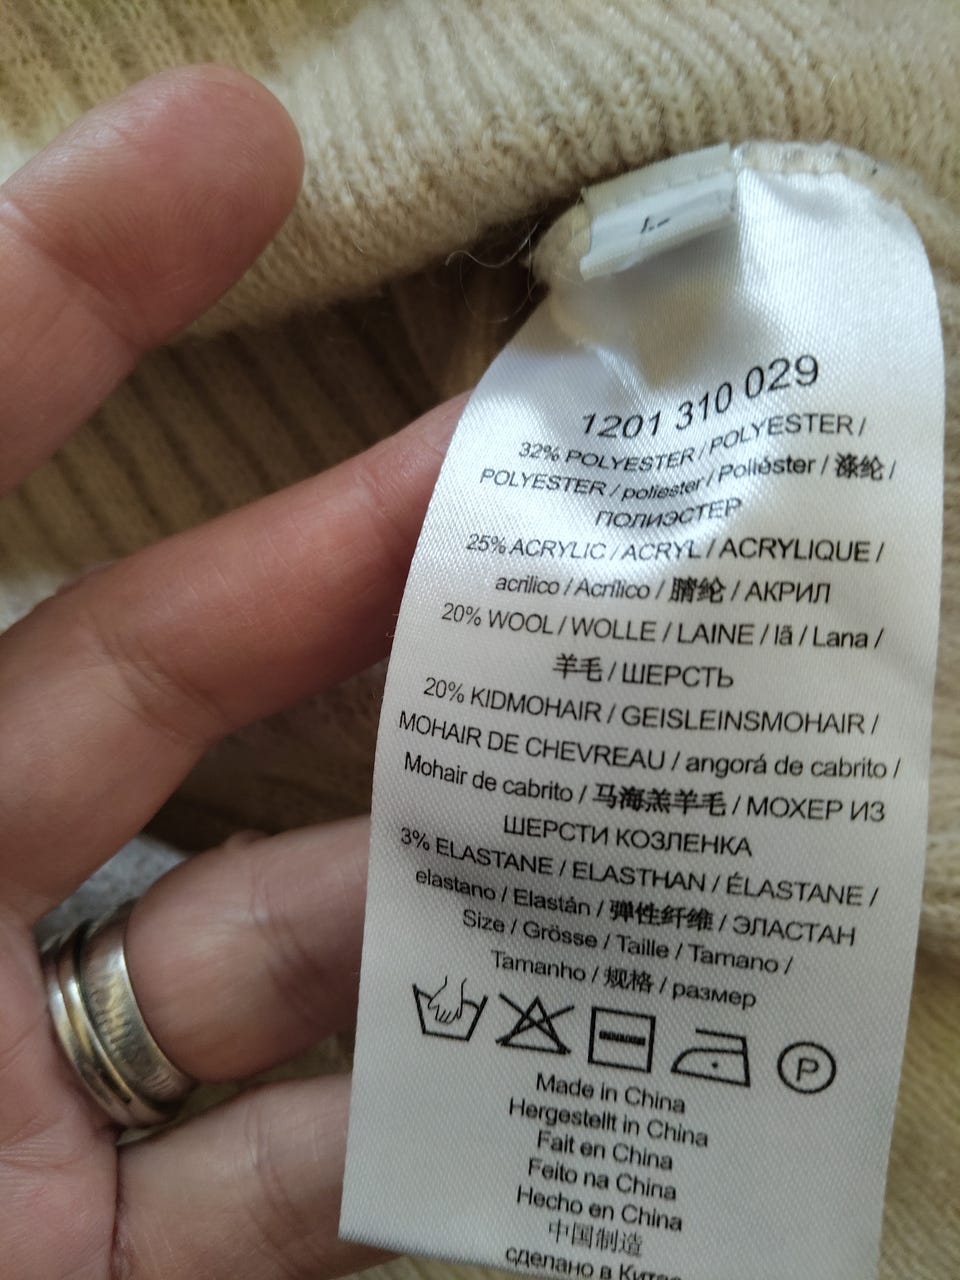 L
1201 310 029
32% POLYESTER / POLYESTER /
POLYESTER / poliester / Poliéster / 涤纶 /
ПОЛИЭСТЕР
25% ACRYLIC / ACRYL / ACRYLIQUE /
acrilico / Acrílico / 腈纶 / АКРИЛ
20% WOOL / WOLLE / LAINE / lã / Lana /
羊毛 / ШЕРСТЬ
20% KIDMOHAIR / GEISLEINSMOHAIR /
MOHAIR DE CHEVREAU / angorá de cabrito /
Mohair de cabrito / 马海羔羊毛 / МОХЕР ИЗ
ШЕРСТИ КОЗЛЕНКА
3% ELASTANE / ELASTHAN / ÉLASTANE /
elastano / Elastán / 弹性纤维 / ЭЛАСТАН
Size / Grösse / Taille / Tamano /
Tamanho / 规格 / размер
P
Made in China
Hergestellt in China
Fait en China
Feito na China
Hecho en China
中国制造
сделано в Китае